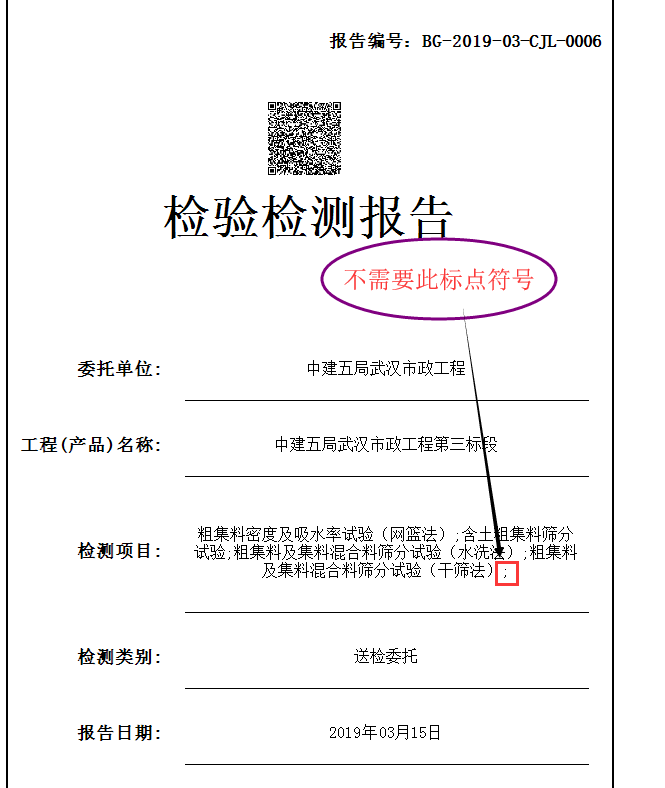 报告编号: BG-2019-03-CJL-0006
检验检测报告
不需要此标点符号
委托单位: 中建五局武汉市政工程
工程(产品)名称: 中建五局武汉市政工程第三标段
粗集料密度及吸水率试验（网篮法）;含土粗集料筛分
检测项目: 试验;粗集料及集料混合料筛分试验（水洗法）;粗集料
及集料混合料筛分试验（干筛法）;
检测类别: 送检委托
报告日期: 2019年03月15日